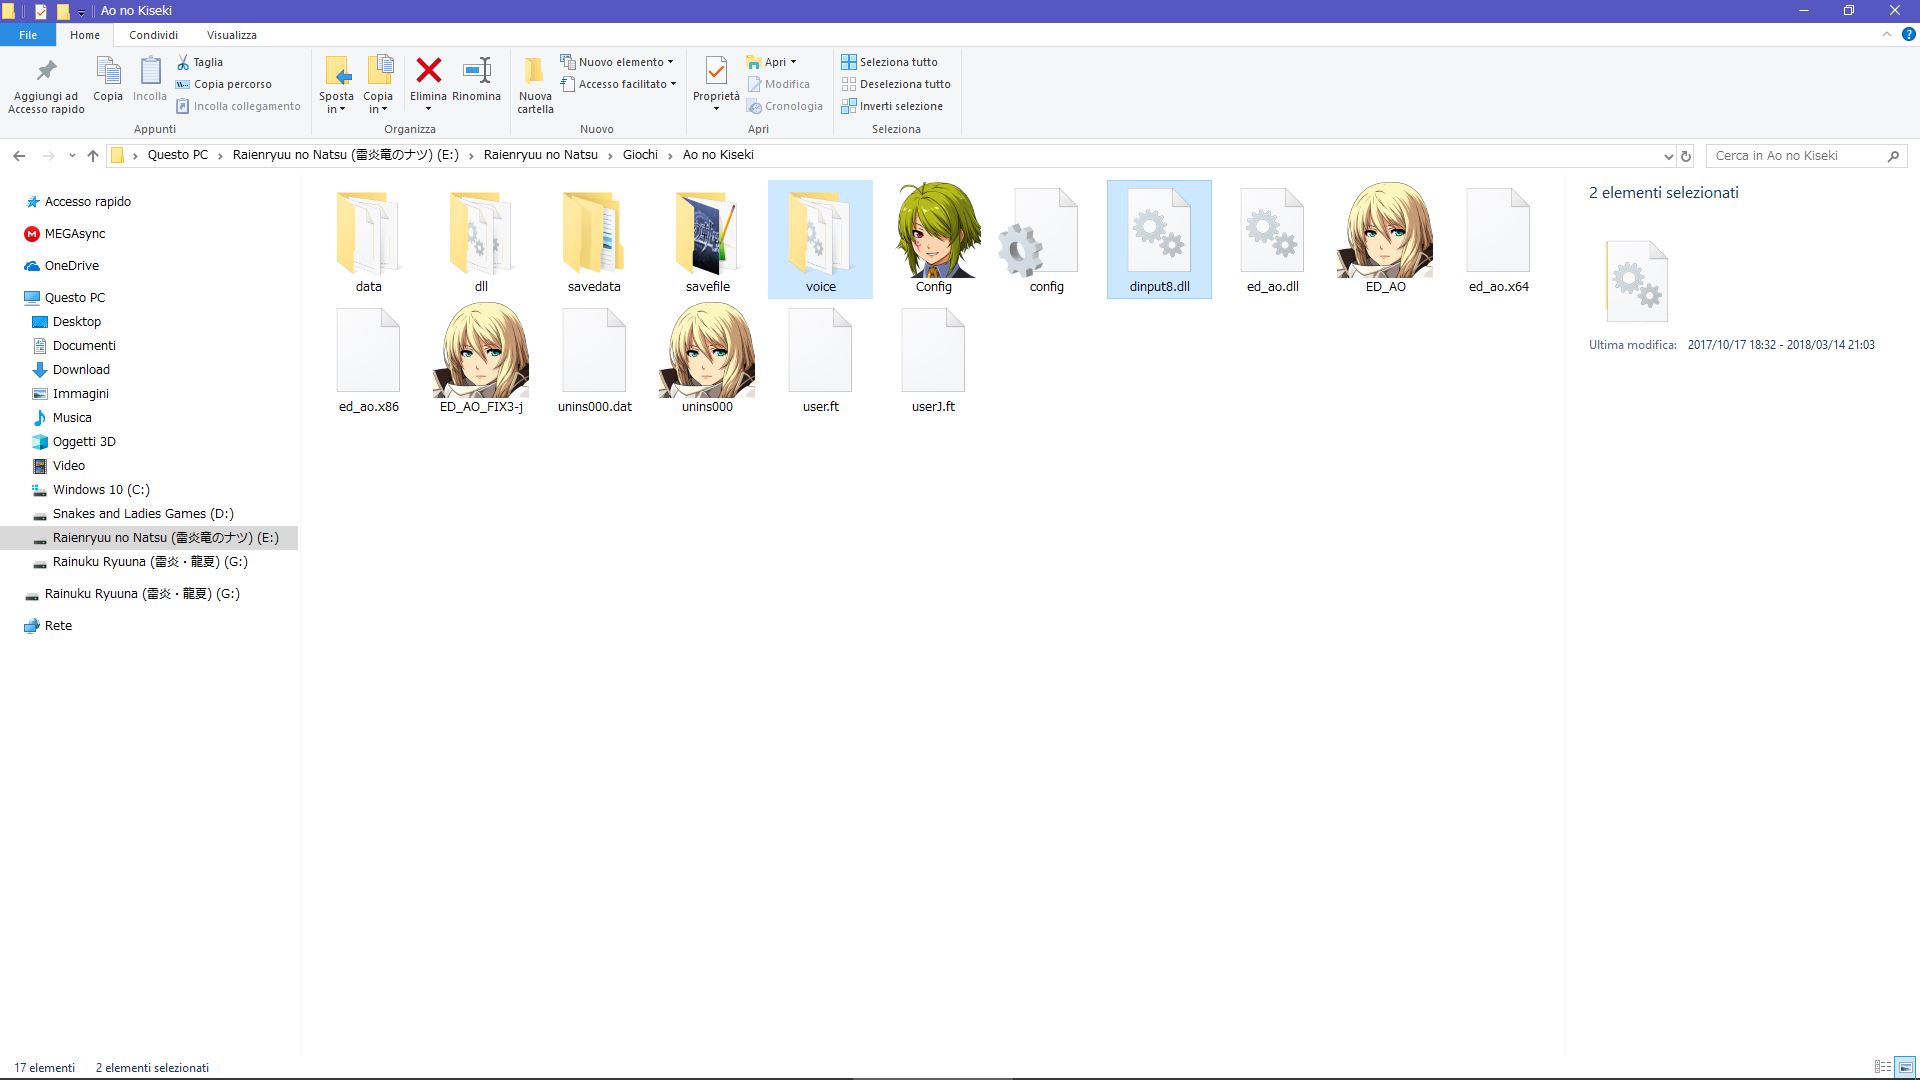 Ao no Kiseki
File Home Condividi Visualizza
Aggiungi ad
Accesso rapido
Copia
Incolla
Taglia
Copia percorso
Incolla collegamento
Appunti
Sposta
in
Copia
in
Elimina
Rinomina
Organizza
Nuova
cartella
Nuovo elemento
Accesso facilitato
Nuovo
Proprietà
Apri
Modifica
Cronologia
Apri
Seleziona tutto
Deseleziona tutto
Inverti selezione
Seleziona
Questo PC › Raienryuu no Natsu (雷炎竜のナツ) (E:) › Raienryuu no Natsu › Giochi › Ao no Kiseki
Cerca in Ao no Kiseki
Accesso rapido
MEGAsync
OneDrive
Questo PC
Desktop
Documenti
Download
Immagini
Musica
Oggetti 3D
Video
Windows 10 (C:)
Snakes and Ladies Games (D:)
Raienryuu no Natsu (雷炎竜のナツ) (E:)
Rainuku Ryuuna (雷炎・龍夏) (G:)
Rainuku Ryuuna (雷炎・龍夏) (G:)
Rete
data dll savedata savefile voice Config config dinput8.dll ed_ao.dll ED_AO ed_ao.x64
ed_ao.x86 ED_AO_FIX3-j unins000.dat unins000 user.ft userJ.ft
2 elementi selezionati
Ultima modifica: 2017/10/17 18:32 - 2018/03/14 21:03
17 elementi 2 elementi selezionati